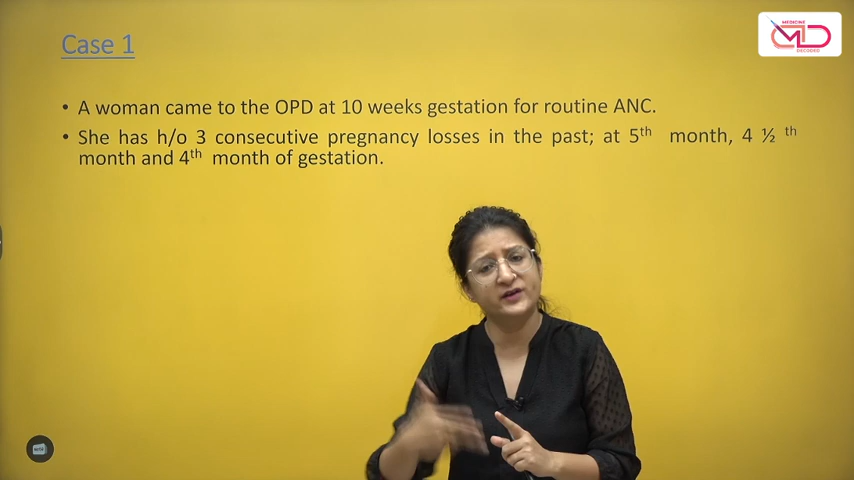 Case 1
MEDICINE
MD
DECODED
• A woman came to the OPD at 10 weeks gestation for routine ANC.
• She has h/o 3 consecutive pregnancy losses in the past; at 5th month, 4 ½ th
month and 4th month of gestation.